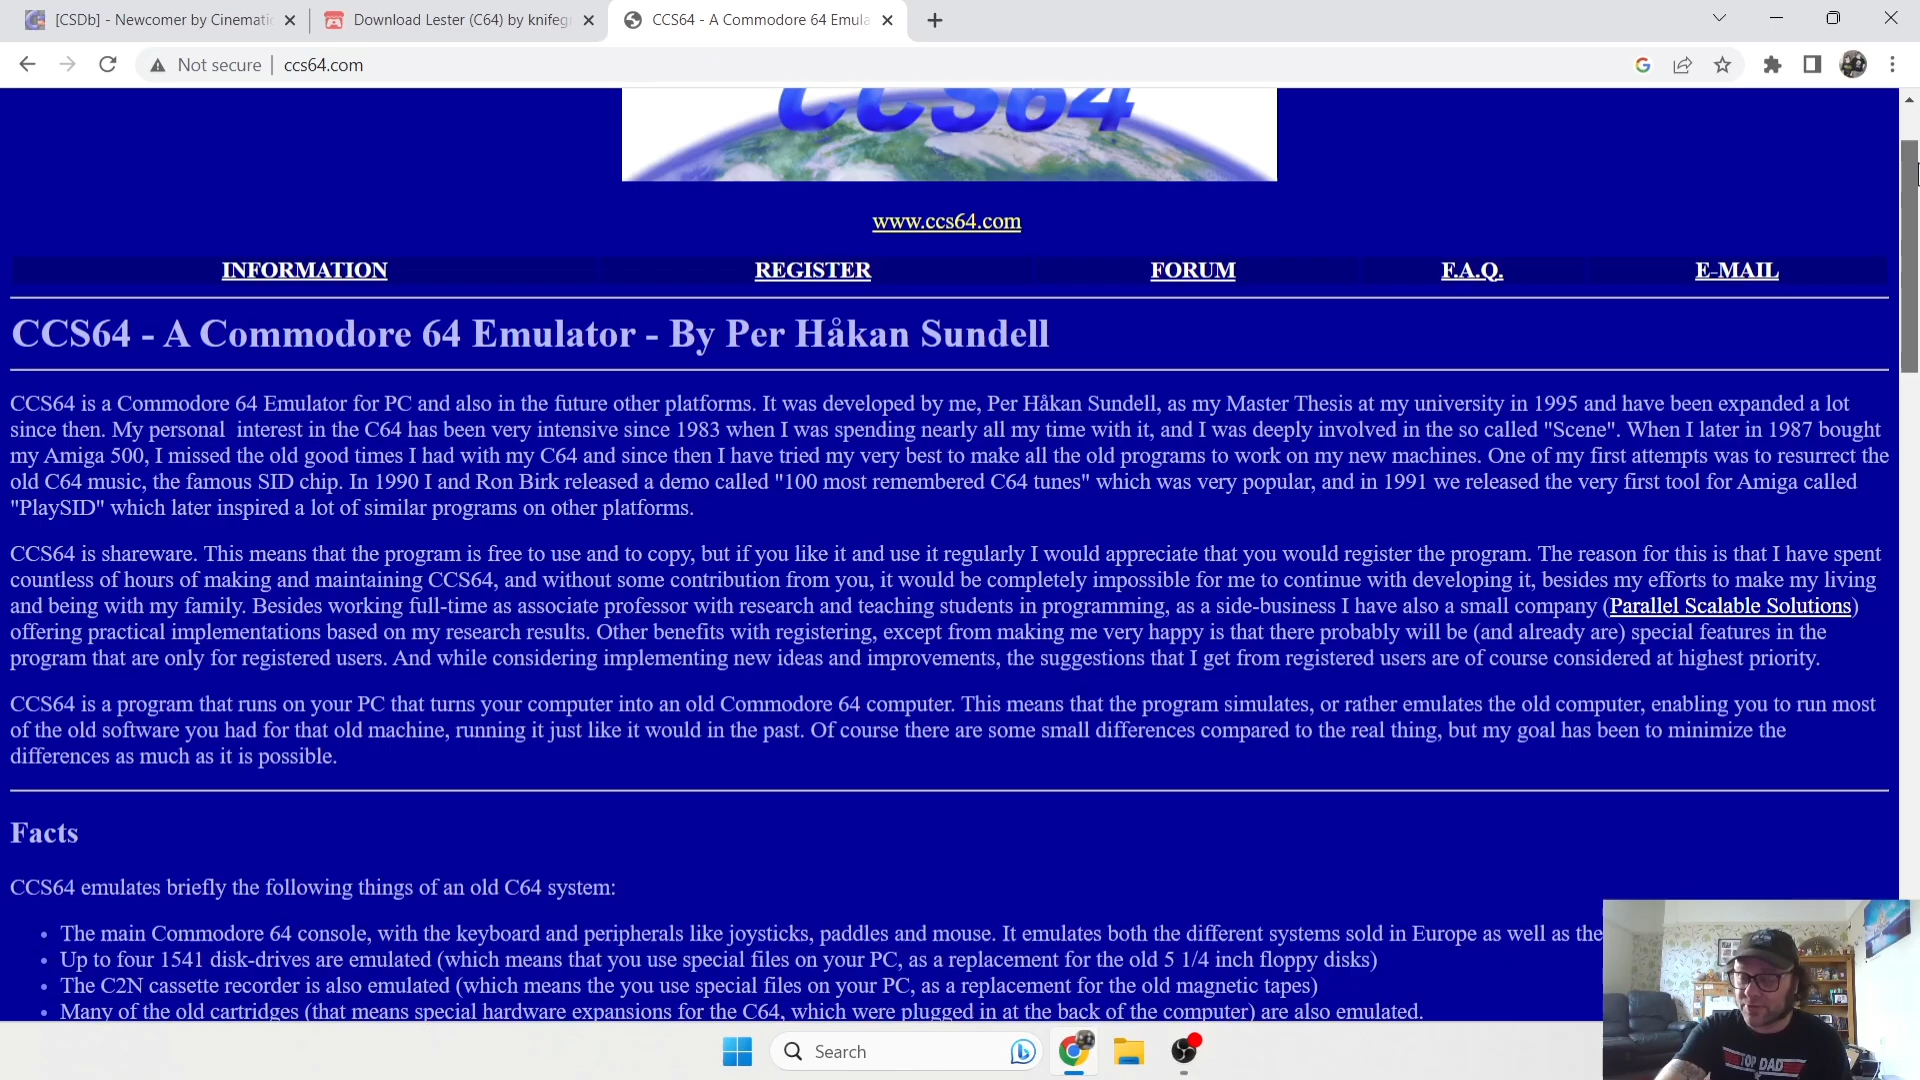 [CSDb] - Newcomer by Cinematic
Download Lester (C64) by knifeg
CCS64 - A Commodore 64 Emula
Not secure
ccs64.com
CCS64
www.ccs64.com
INFORMATION REGISTER FORUM F.A.Q. E-MAIL
CCS64 - A Commodore 64 Emulator - By Per Håkan Sundell
CCS64 is a Commodore 64 Emulator for PC and also in the future other platforms. It was developed by me, Per Håkan Sundell, as my Master Thesis at my university in 1995 and have been expanded a lot
since then. My personal interest in the C64 has been very intensive since 1983 when I was spending nearly all my time with it, and I was deeply involved in the so called "Scene". When I later in 1987 bought
my Amiga 500, I missed the old good times I had with my C64 and since then I have tried my very best to make all the old programs to work on my new machines. One of my first attempts was to resurrect the
old C64 music, the famous SID chip. In 1990 I and Ron Birk released a demo called "100 most remembered C64 tunes" which was very popular, and in 1991 we released the very first tool for Amiga called
"PlaySID" which later inspired a lot of similar programs on other platforms.
CCS64 is shareware. This means that the program is free to use and to copy, but if you like it and use it regularly I would appreciate that you would register the program. The reason for this is that I have spent
countless of hours of making and maintaining CCS64, and without some contribution from you, it would be completely impossible for me to continue with developing it, besides my efforts to make my living
and being with my family. Besides working full-time as associate professor with research and teaching students in programming, as a side-business I have also a small company (Parallel Scalable Solutions)
offering practical implementations based on my research results. Other benefits with registering, except from making me very happy is that there probably will be (and already are) special features in the
program that are only for registered users. And while considering implementing new ideas and improvements, the suggestions that I get from registered users are of course considered at highest priority.
CCS64 is a program that runs on your PC that turns your computer into an old Commodore 64 computer. This means that the program simulates, or rather emulates the old computer, enabling you to run most
of the old software you had for that old machine, running it just like it would in the past. Of course there are some small differences compared to the real thing, but my goal has been to minimize the
differences as much as it is possible.
Facts
CCS64 emulates briefly the following things of an old C64 system:
• The main Commodore 64 console, with the keyboard and peripherals like joysticks, paddles and mouse. It emulates both the different systems sold in Europe as well as the
• Up to four 1541 disk-drives are emulated (which means that you use special files on your PC, as a replacement for the old 5 1/4 inch floppy disks)
• The C2N cassette recorder is also emulated (which means the you use special files on your PC, as a replacement for the old magnetic tapes)
• Many of the old cartridges (that means special hardware expansions for the C64, which were plugged in at the back of the computer) are also emulated.
Search
TOP DAD